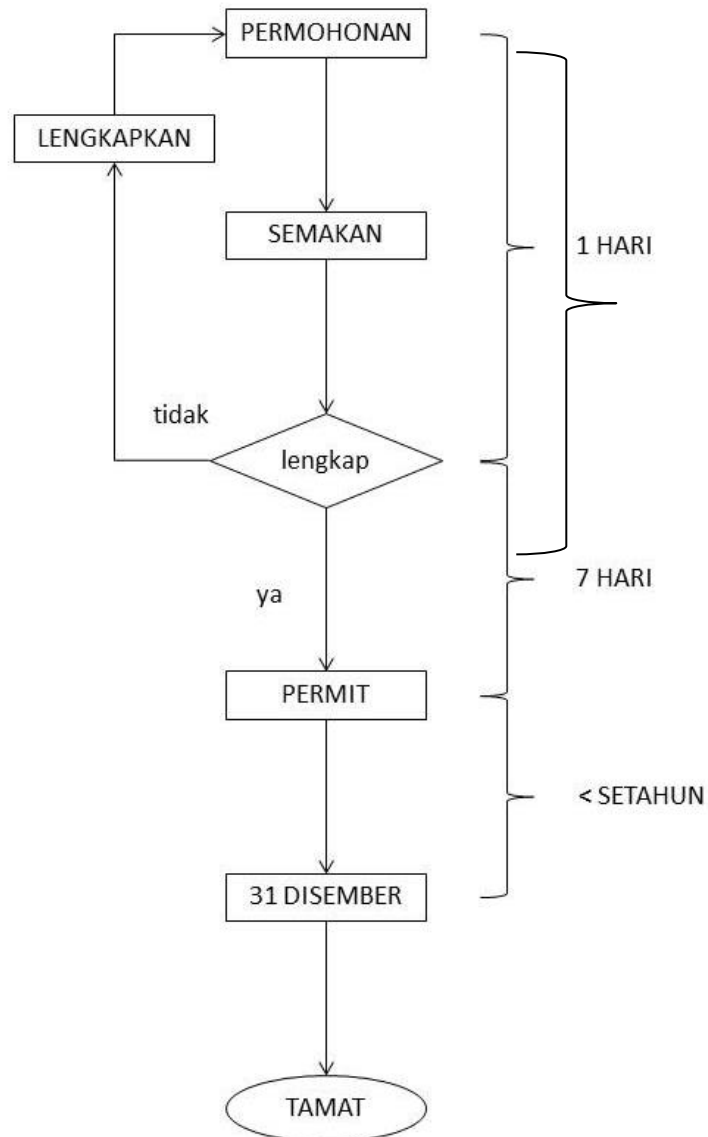 PERMOHONAN
LENGKAPKAN
SEMAKAN
1 HARI
tidak
lengkap
7 HARI
ya
PERMIT
< SETAHUN
31 DISEMBER
TAMAT